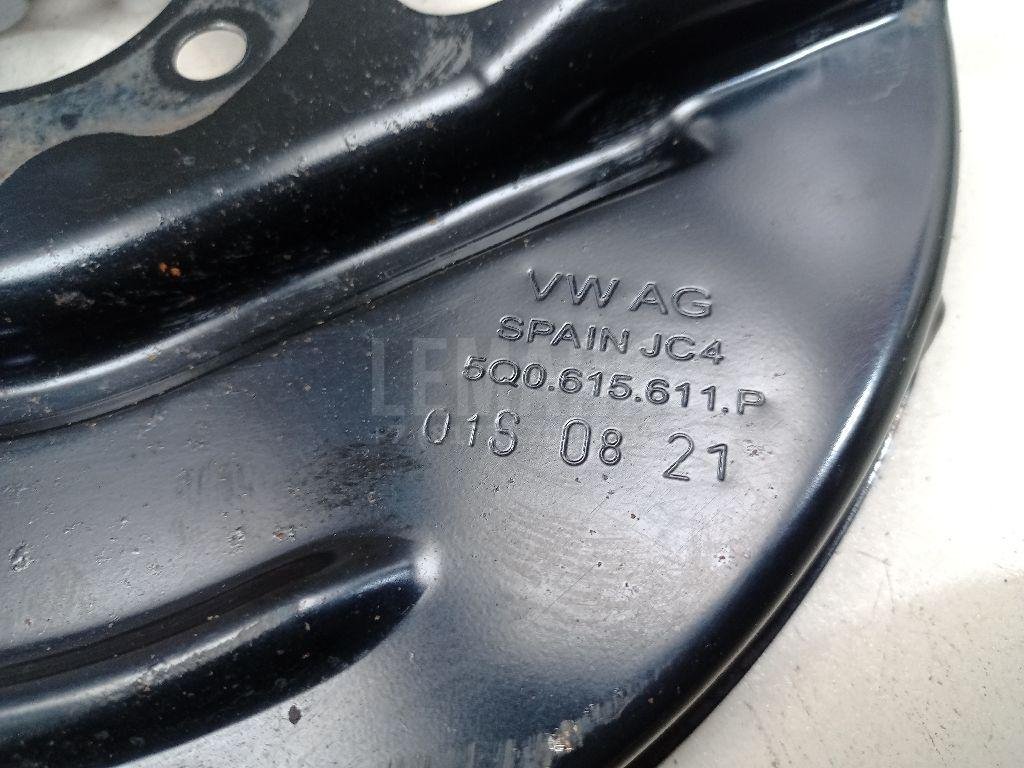 VW AG
SPAIN JC4
5Q0.615.611.P
01S 08 21